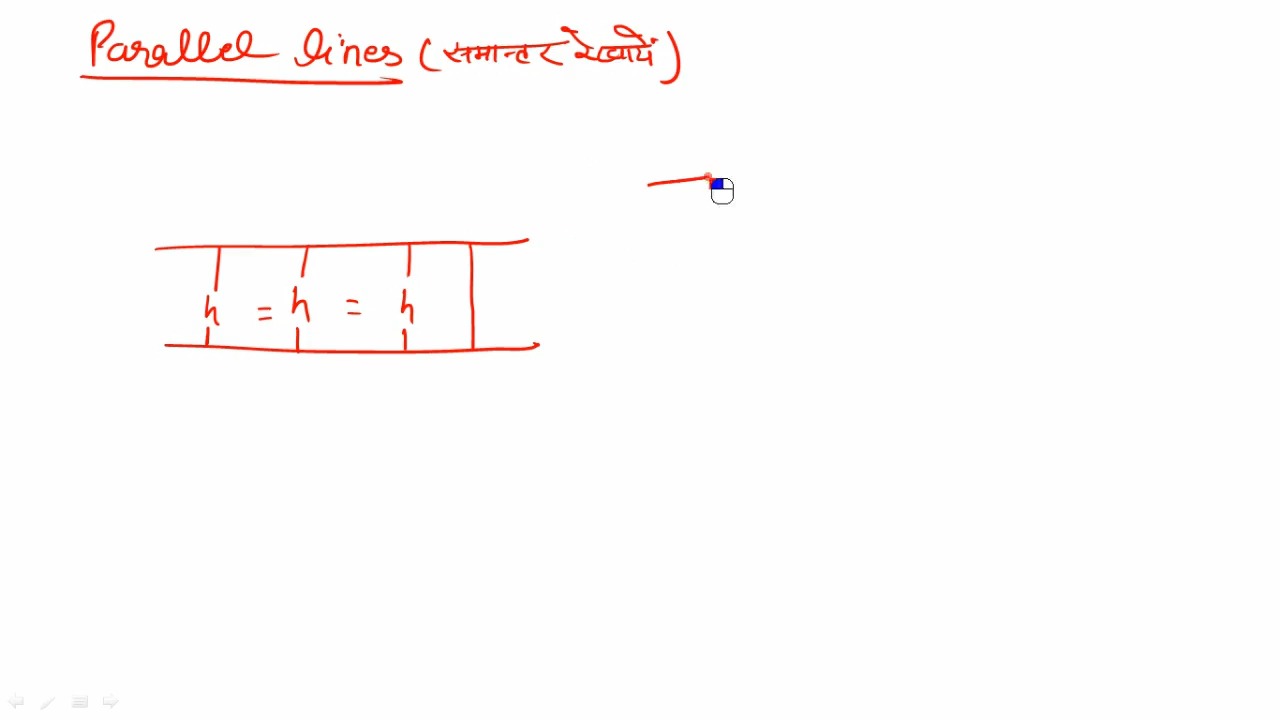 Parallel lines (समान्तर रेखायें)
h = h = h